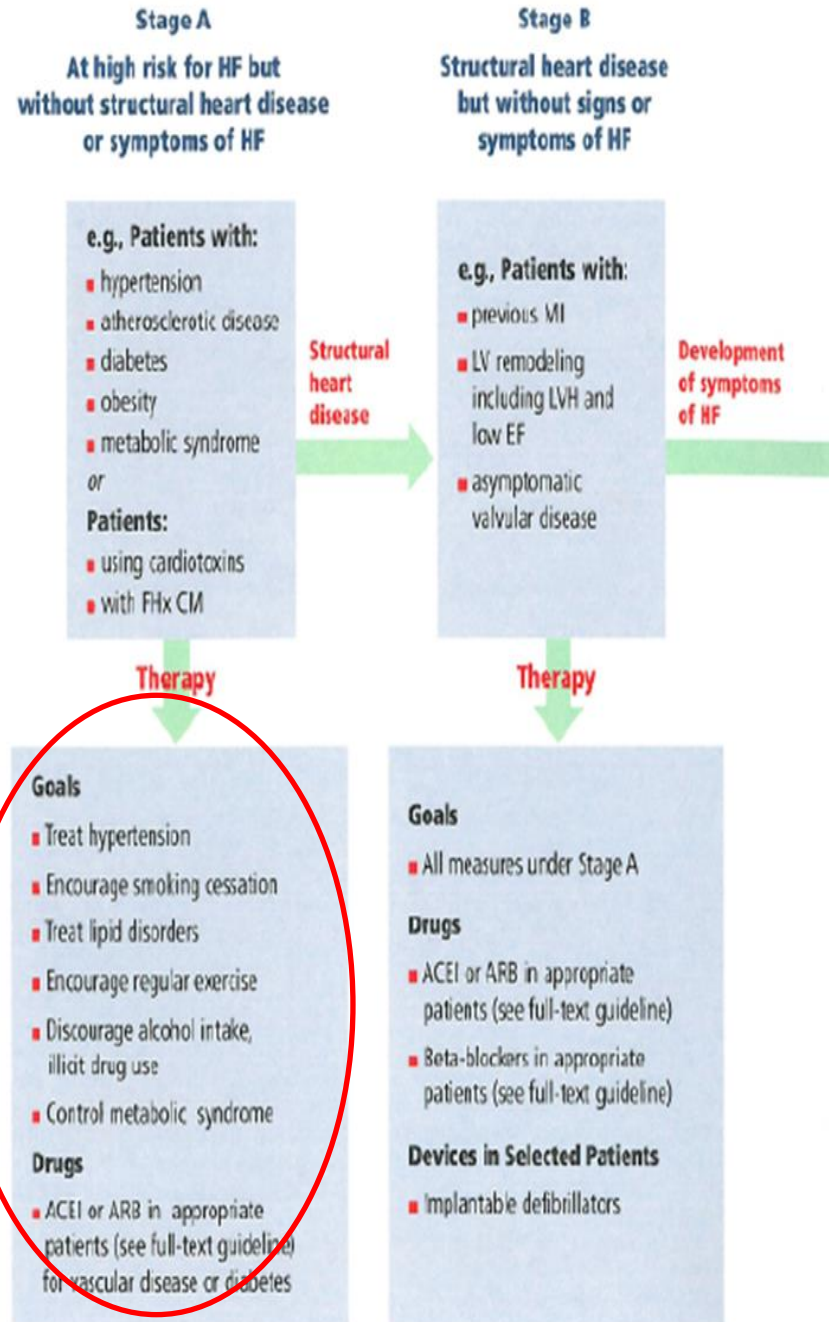 Stage A
At high risk for HF but
without structural heart disease
or symptoms of HF
e.g., Patients with:
hypertension
atherosclerotic disease
diabetes
obesity
metabolic syndrome
or
Patients:
using cardiotoxins
with FHx CM
Structural
heart
disease
Therapy
Goals
Treat hypertension
Encourage smoking cessation
Treat lipid disorders
Encourage regular exercise
Discourage alcohol intake,
illicit drug use
Control metabolic syndrome
Drugs
ACEI or ARB in appropriate
patients (see full-text guideline)
for vascular disease or diabetes
Stage B
Structural heart disease
but without signs or
symptoms of HF
e.g., Patients with:
previous MI
LV remodeling
including LVH and
low EF
asymptomatic
valvular disease
Development
of symptoms
of HF
Therapy
Goals
All measures under Stage A
Drugs
ACEI or ARB in appropriate
patients (see full-text guideline)
Beta-blockers in appropriate
patients (see full-text guideline)
Devices in Selected Patients
Implantable defibrillators